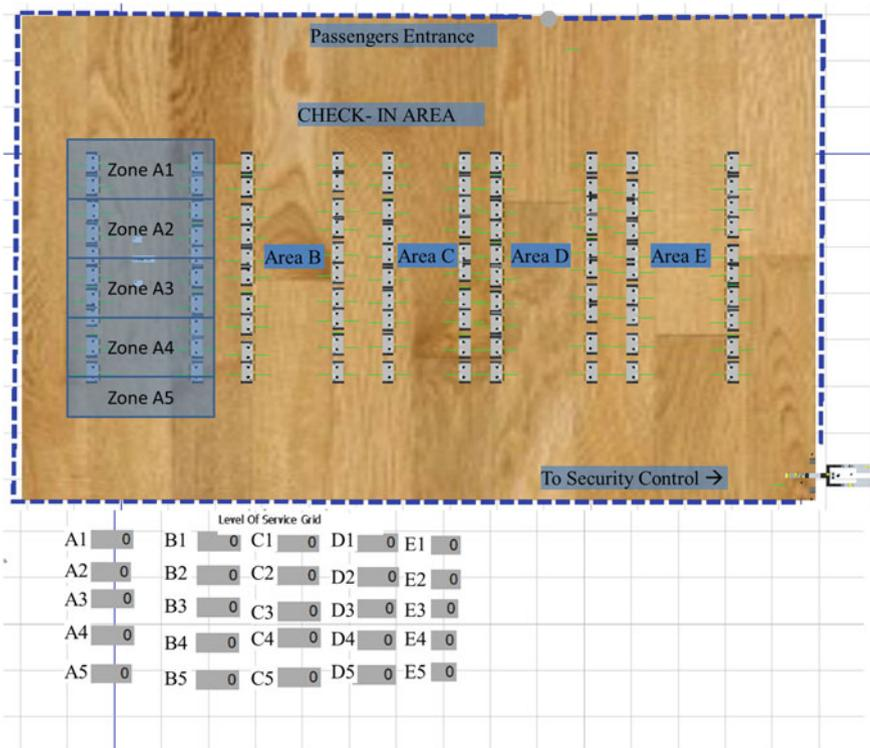 Passengers Entrance
CHECK- IN AREA
Zone A1
Zone A2
Zone A3
Zone A4
Zone A5
Area B
Area C
Area D
Area E
To Security Control →
Level Of Service Grid
A1 0 B1 0 C1 0 D1 0 E1 0
A2 0 B2 0 C2 0 D2 0 E2 0
A3 0 B3 0 C3 0 D3 0 E3 0
A4 0 B4 0 C4 0 D4 0 E4 0
A5 0 B5 0 C5 0 D5 0 E5 0